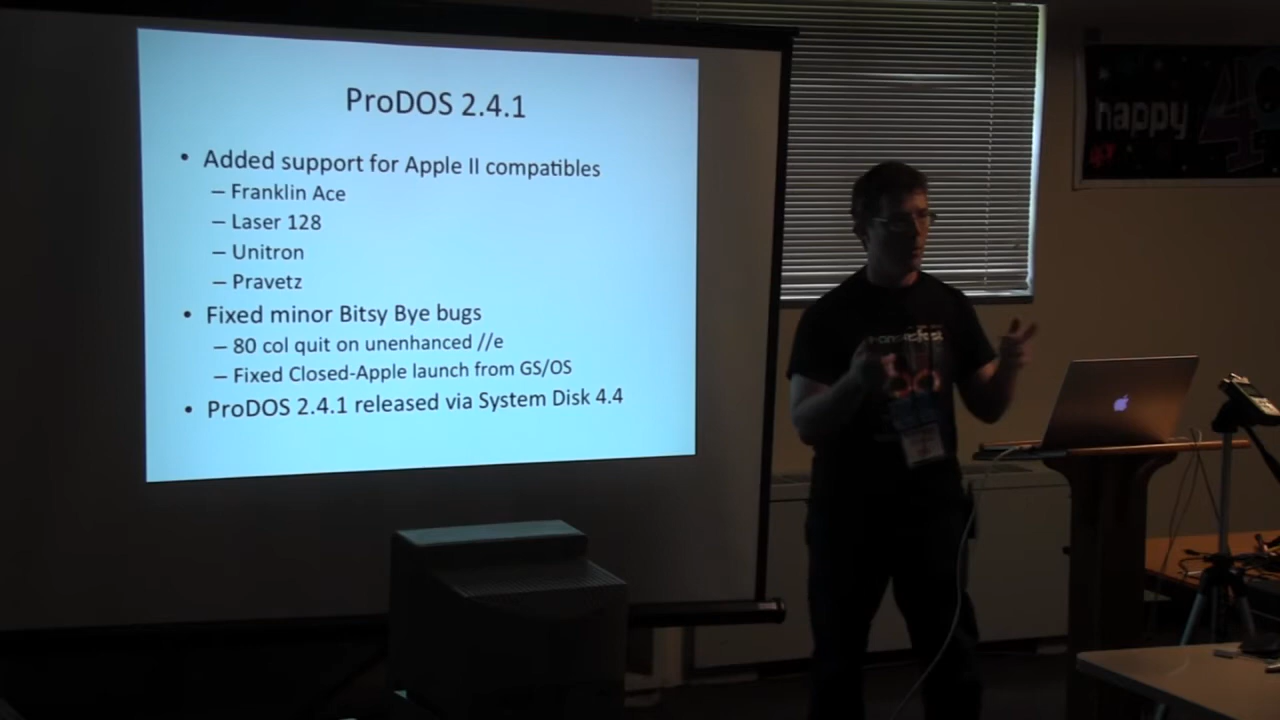 ProDOS 2.4.1
• Added support for Apple II compatibles
– Franklin Ace
– Laser 128
– Unitron
– Pravetz
• Fixed minor Bitsy Bye bugs
– 80 col quit on unenhanced //e
– Fixed Closed-Apple launch from GS/OS
• ProDOS 2.4.1 released via System Disk 4.4
happy